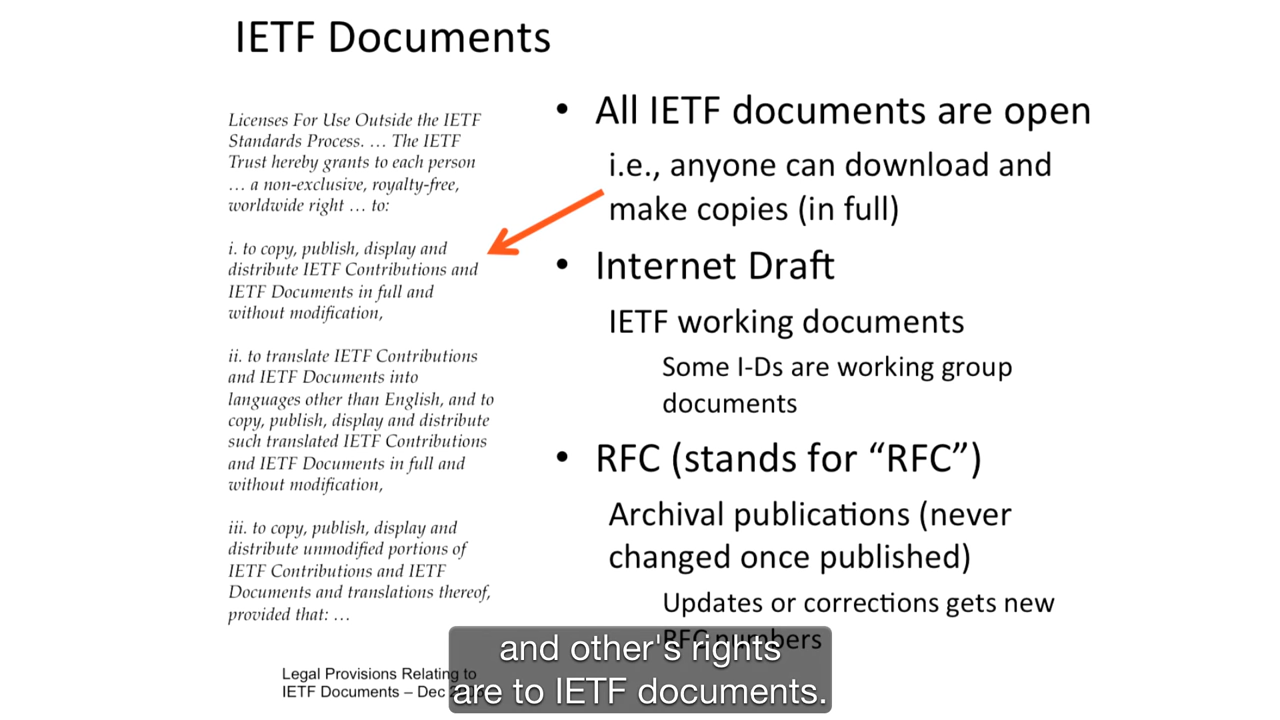 IETF Documents
Licenses For Use Outside the IETF
Standards Process. … The IETF
Trust hereby grants to each person
… a non-exclusive, royalty-free,
worldwide right … to:
i. to copy, publish, display and
distribute IETF Contributions and
IETF Documents in full and
without modification,
ii. to translate IETF Contributions
and IETF Documents into
languages other than English, and to
copy, publish, display and distribute
such translated IETF Contributions
and IETF Documents in full and
without modification,
iii. to copy, publish, display and
distribute unmodified portions of
IETF Contributions and IETF
Documents and translations thereof,
provided that: …
Legal Provisions Relating to
IETF Documents – Dec
• All IETF documents are open
i.e., anyone can download and
make copies (in full)
• Internet Draft
IETF working documents
Some I-Ds are working group
documents
• RFC (stands for “RFC”)
Archival publications (never
changed once published)
Updates or corrections gets new
RFC numbers
and other's rights
are to IETF documents.